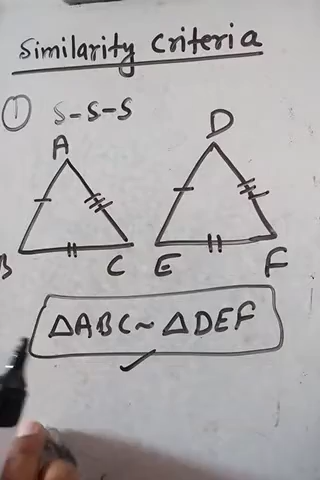 Similarity Criteria
① S-S-S
A D
B C E F
△ABC ~ △DEF